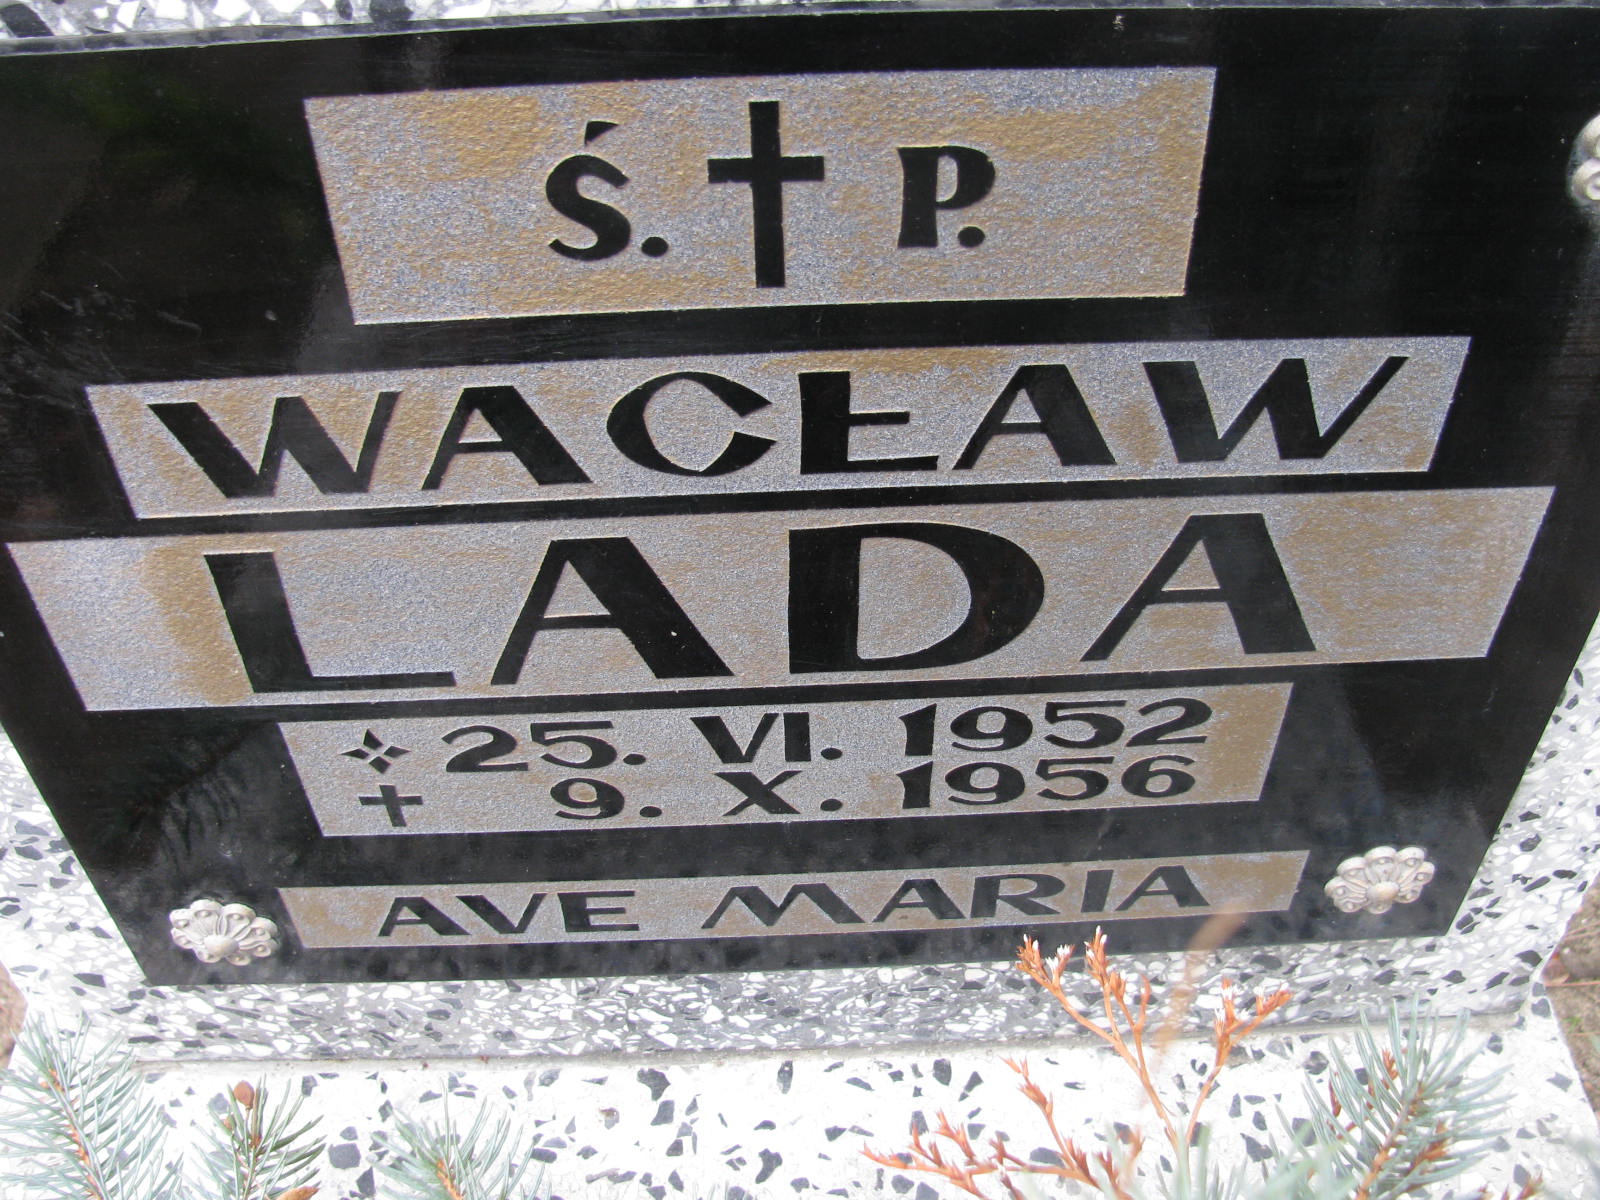 Ś. † P.
WACŁAW
LADA
25. VI. 1952
† 9. X. 1956
AVE MARIA